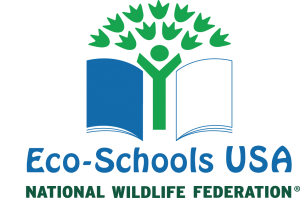 Eco-Schools USA
NATIONAL WILDLIFE FEDERATION®